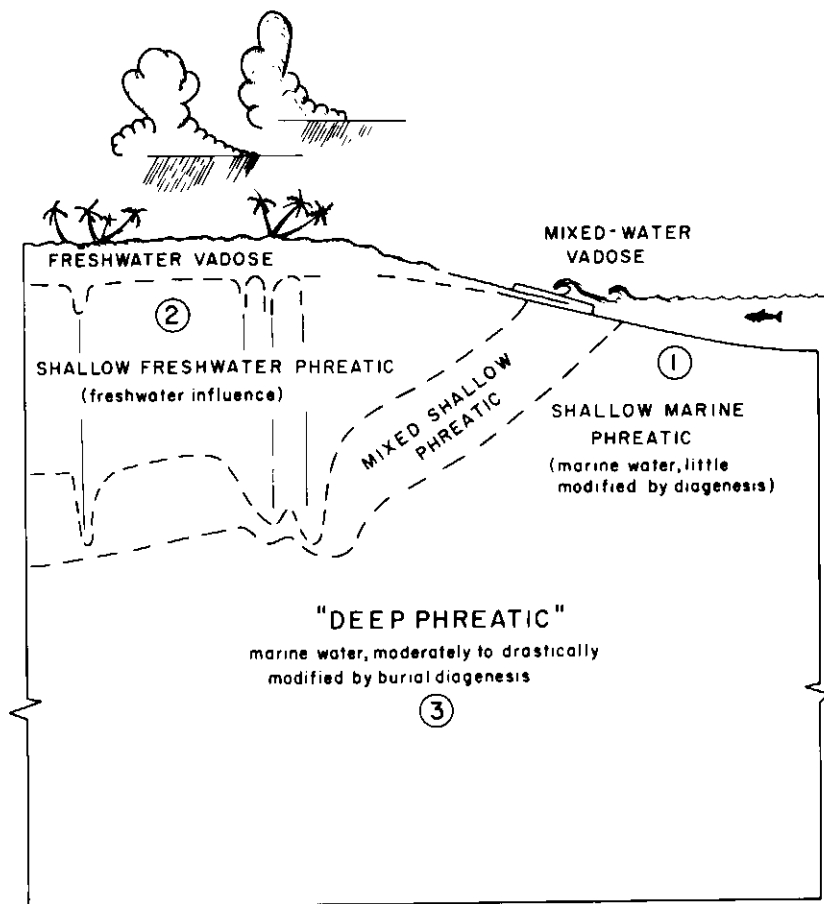 MIXED-WATER
VADOSE
FRESHWATER VADOSE
2
SHALLOW FRESHWATER PHREATIC
(freshwater influence)
MIXED SHALLOW
PHREATIC
1
SHALLOW MARINE
PHREATIC
(marine water, little
modified by diagenesis)
"DEEP PHREATIC"
marine water, moderately to drastically
modified by burial diagenesis
3